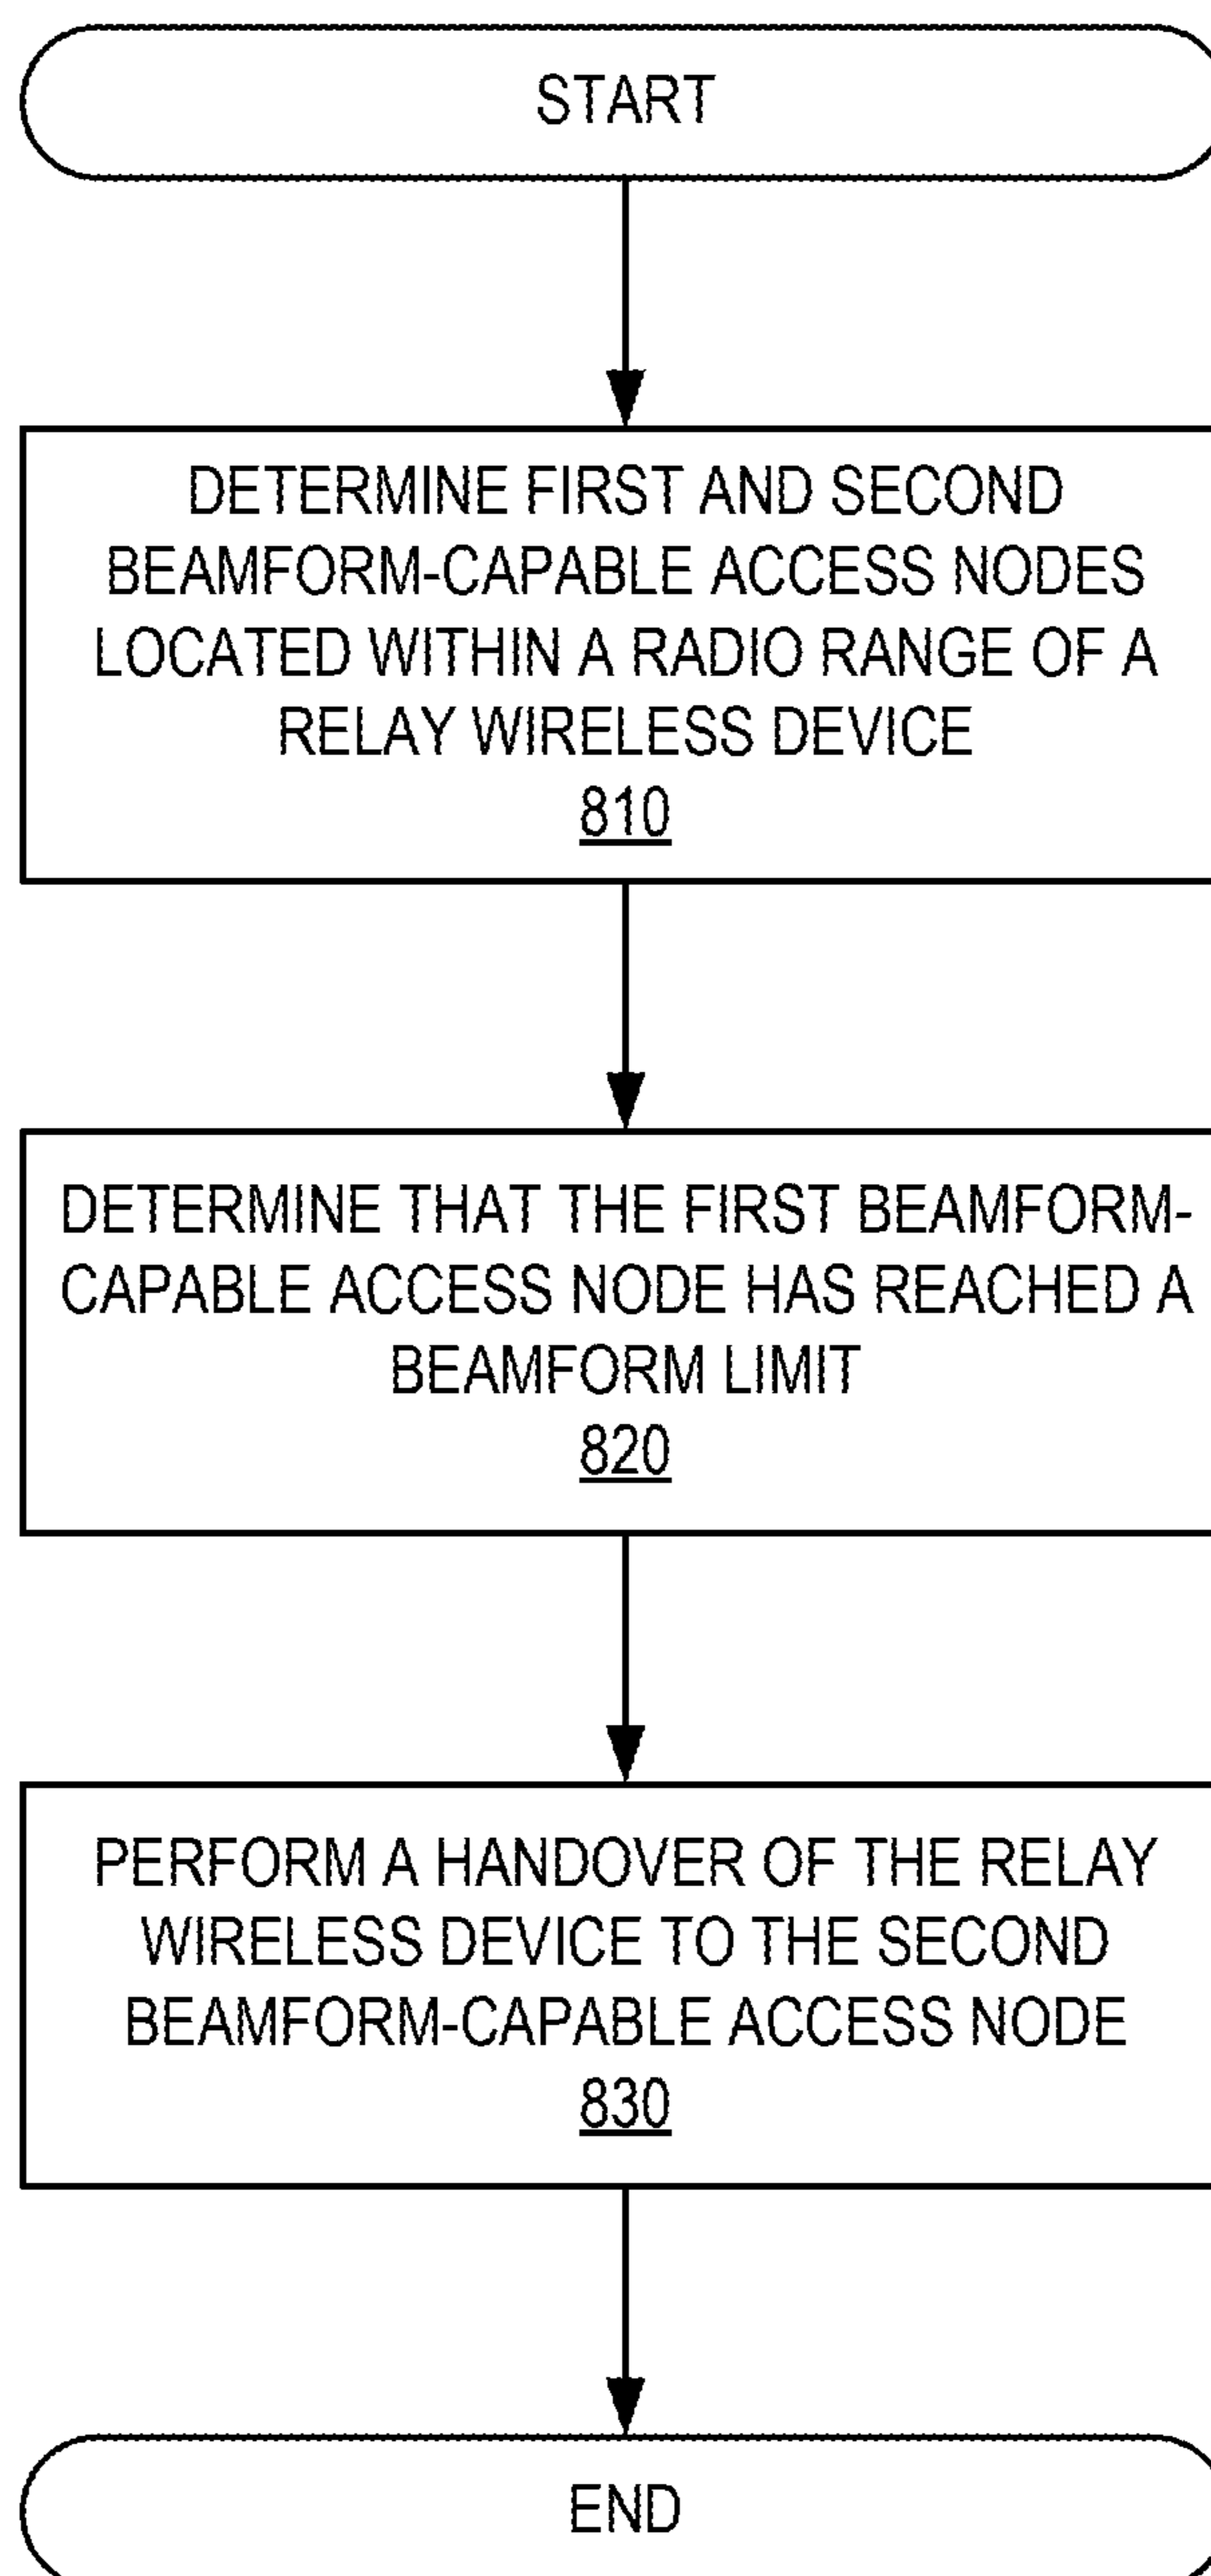 START
DETERMINE FIRST AND SECOND
BEAMFORM-CAPABLE ACCESS NODES
LOCATED WITHIN A RADIO RANGE OF A
RELAY WIRELESS DEVICE
810
DETERMINE THAT THE FIRST BEAMFORM-
CAPABLE ACCESS NODE HAS REACHED A
BEAMFORM LIMIT
820
PERFORM A HANDOVER OF THE RELAY
WIRELESS DEVICE TO THE SECOND
BEAMFORM-CAPABLE ACCESS NODE
830
END